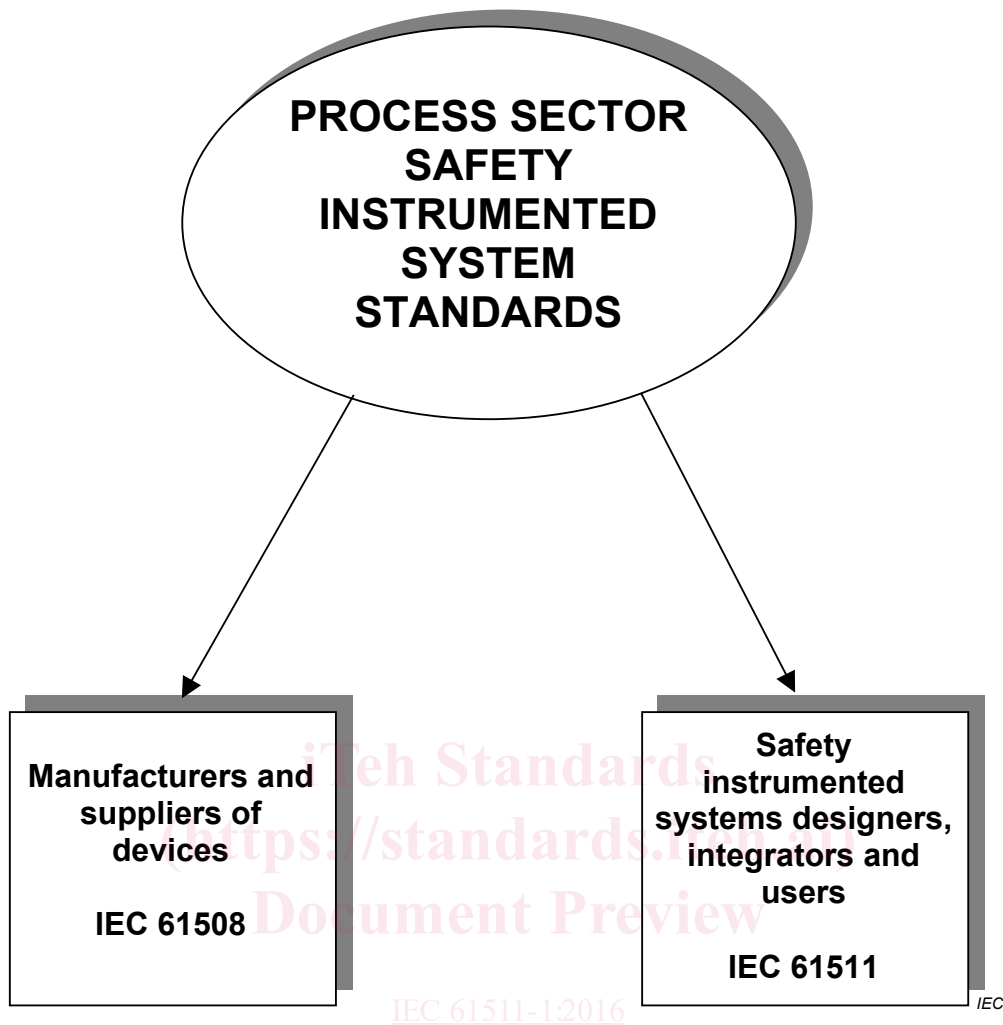 PROCESS SECTOR
SAFETY
INSTRUMENTED
SYSTEM
STANDARDS
Manufacturers and
suppliers of
devices
IEC 61508
Safety
instrumented
systems designers,
integrators and
users
IEC 61511
IEC
iTeh Standards
(https://standards.iteh.ai)
Document Preview
IEC 61511-1:2016